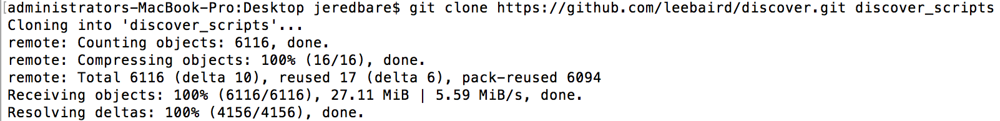 [administrators-MacBook-Pro:Desktop jeredbare$ git clone https://github.com/leebaird/discover.git discover_scripts
Cloning into 'discover_scripts'...
remote: Counting objects: 6116, done.
remote: Compressing objects: 100% (16/16), done.
remote: Total 6116 (delta 10), reused 17 (delta 6), pack-reused 6094
Receiving objects: 100% (6116/6116), 27.11 MiB | 5.59 MiB/s, done.
Resolving deltas: 100% (4156/4156), done.